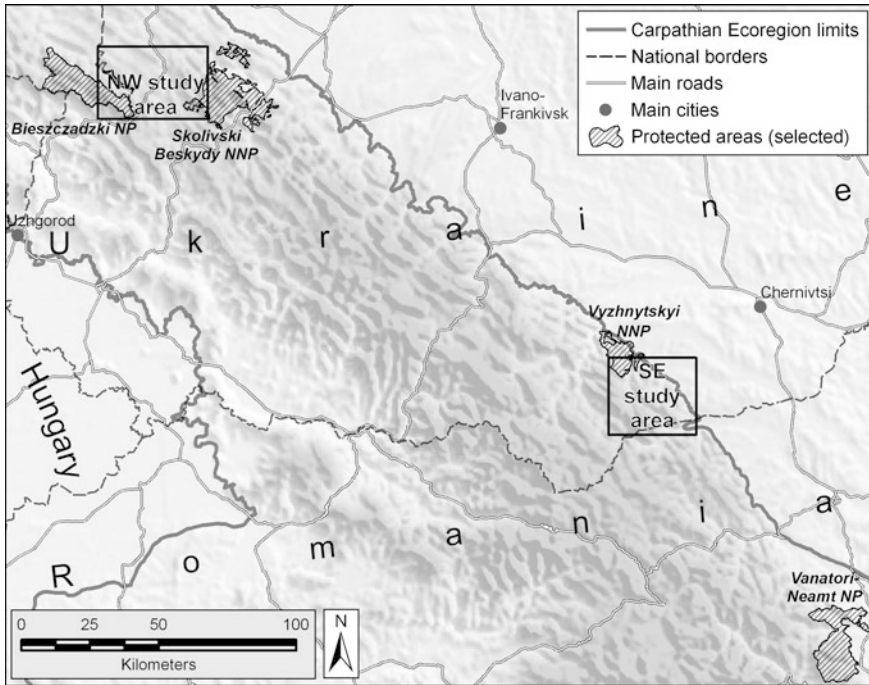 Carpathian Ecoregion limits
National borders
Main roads
Main cities
Protected areas (selected)
NW study
area
Bieszczadzki NP
Skolivski
Beskydy NNP
Ivano-
Frankivsk
Uzhgorod
U k r a i n e
Chernivtsi
Vyzhnytskyi
NNP
SE
study
area
Hungary
R o m a n i a
Vanatori-
Neamt NP
0 25 50 100
Kilometers
N